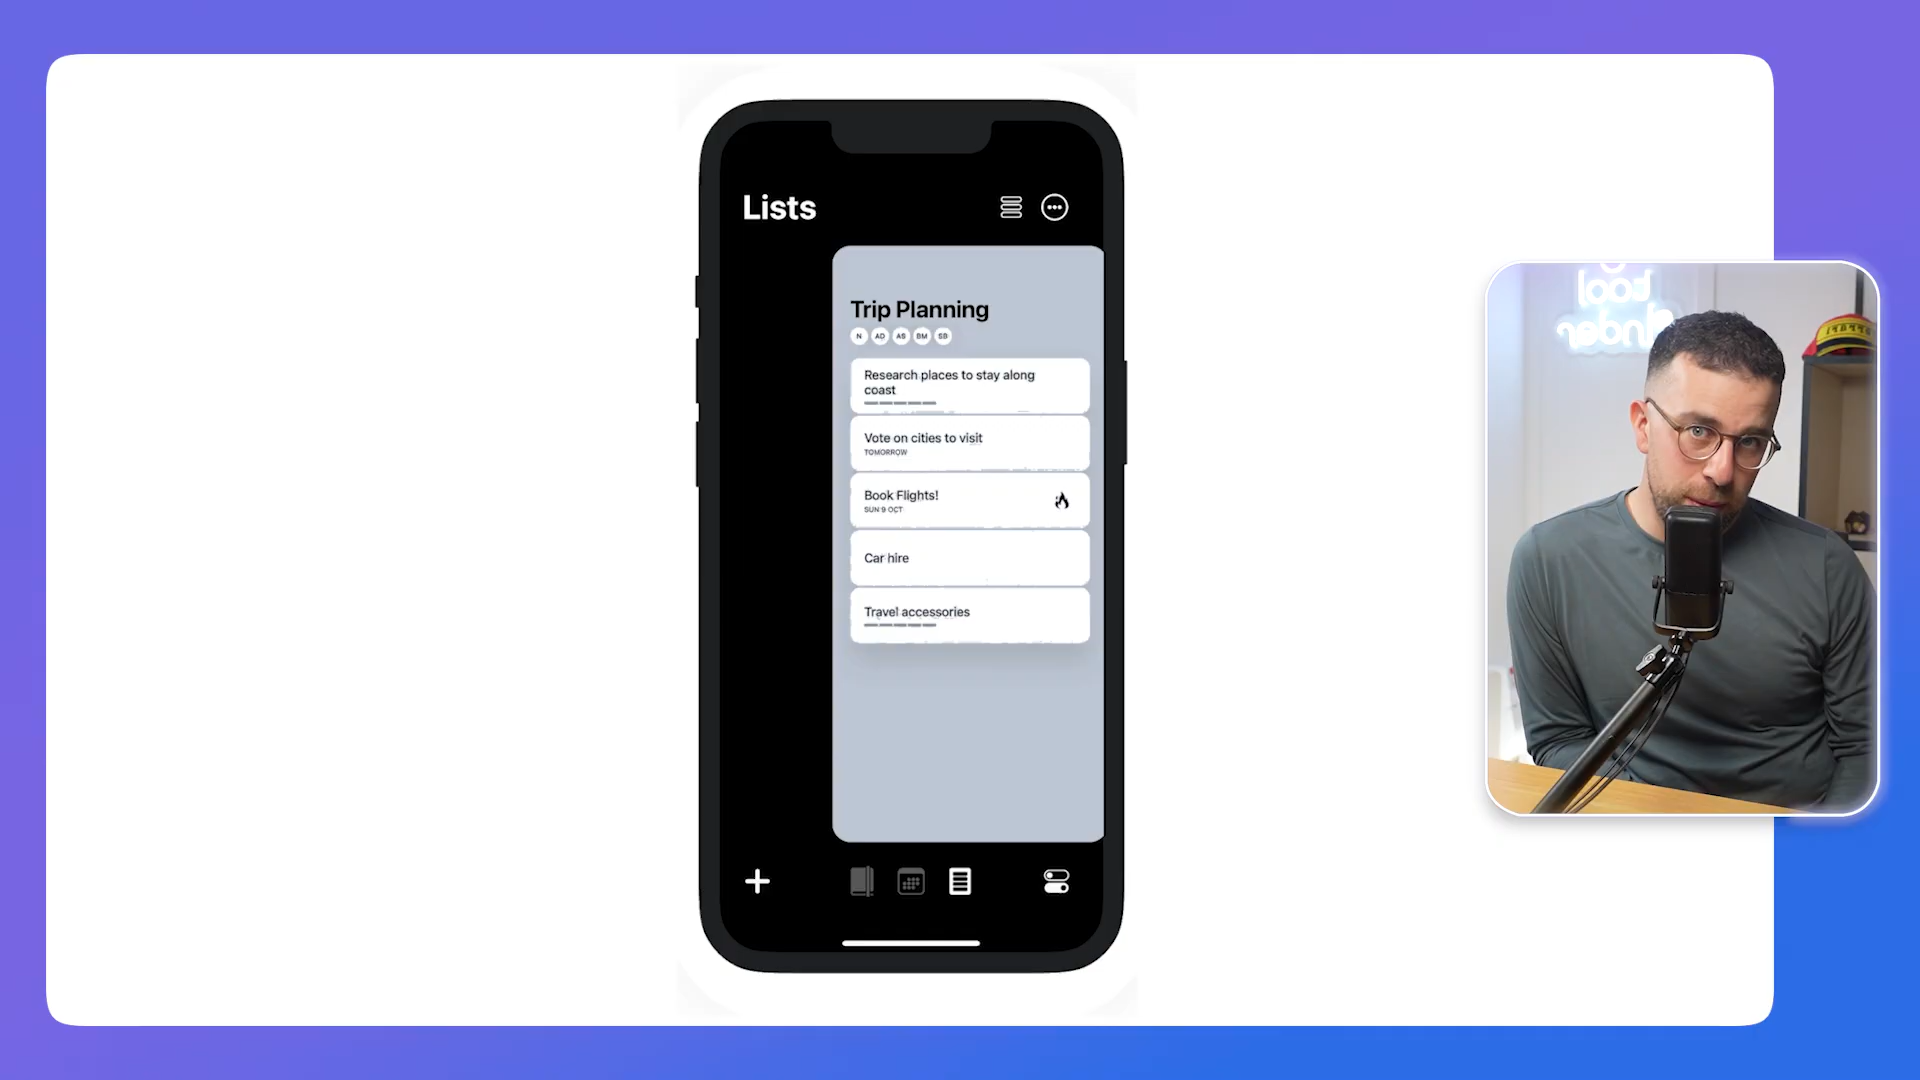 Lists
Trip Planning
N AD AS BM SB
Research places to stay along
coast
Vote on cities to visit
TOMORROW
Book Flights!
SUN 9 OCT
Car hire
Travel accessories